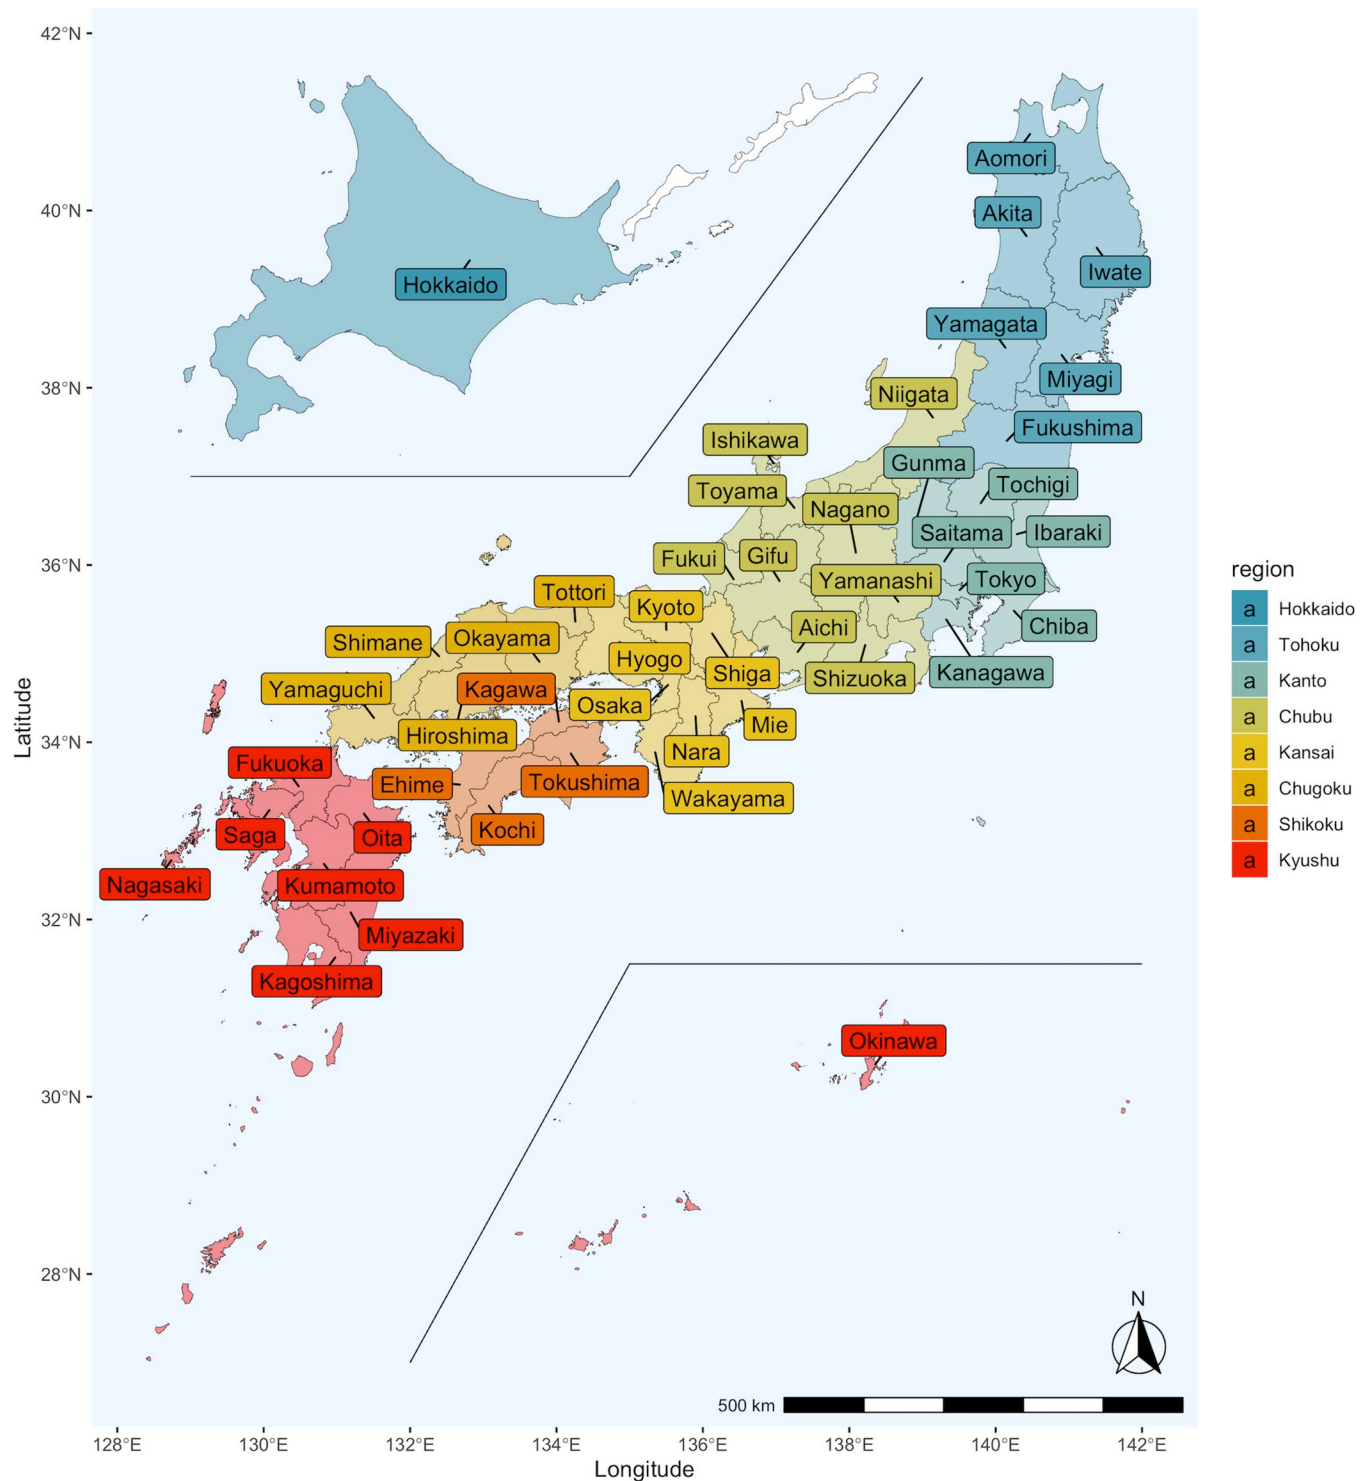 42°N
40°N
38°N
36°N
34°N
32°N
30°N
28°N
Latitude
Aomori
Akita
Iwate
Hokkaido
Yamagata
Miyagi
Niigata
Fukushima
Ishikawa
Gunma
Tochigi
Toyama
Nagano
Saitama
Ibaraki
Fukui
Gifu
Yamanashi
Tokyo
Tottori
Kyoto
Aichi
Chiba
Shimane
Okayama
Hyogo
Shiga
Shizuoka
Kanagawa
Yamaguchi
Kagawa
Osaka
Mie
Hiroshima
Nara
Fukuoka
Ehime
Tokushima
Wakayama
Saga
Oita
Kochi
Nagasaki
Kumamoto
Miyazaki
Kagoshima
Okinawa
N
500 km
128°E
130°E
132°E
134°E
136°E
138°E
140°E
142°E
Longitude
region
a Hokkaido
a Tohoku
a Kanto
a Chubu
a Kansai
a Chugoku
a Shikoku
a Kyushu